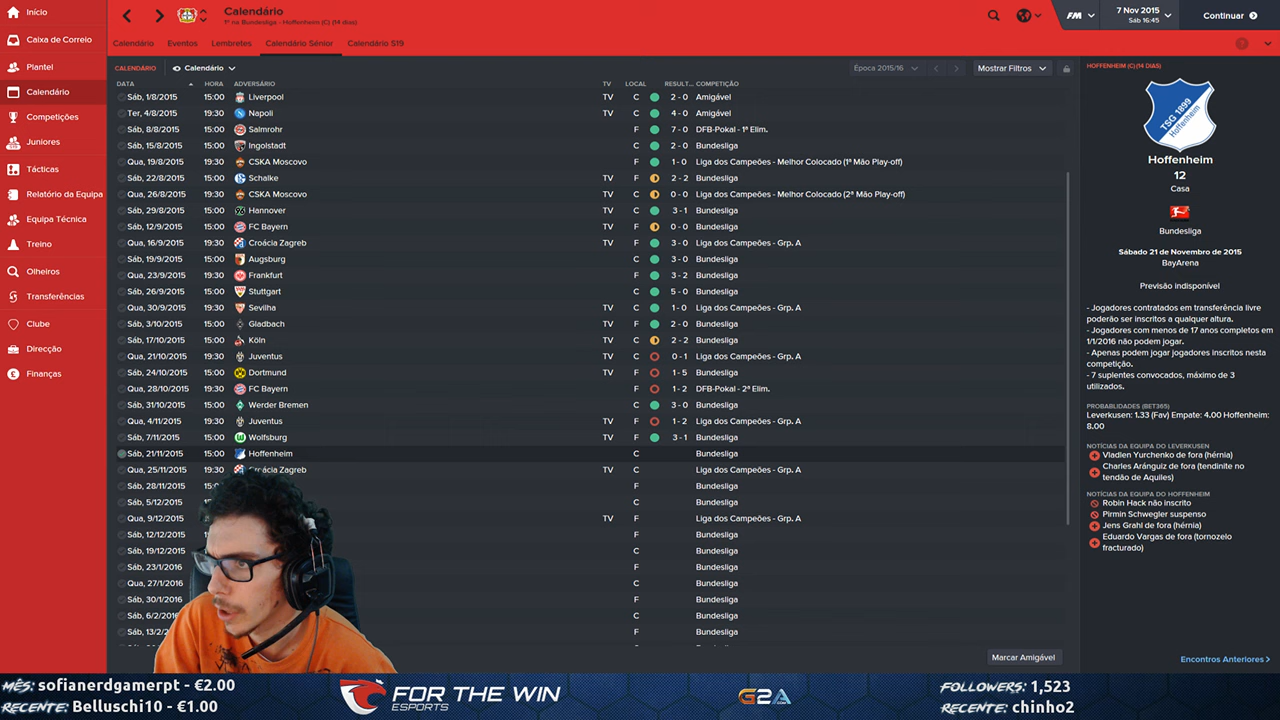 Início
Caixa de Correio
Plantel
Calendário
Competições
Juniores
Tácticas
Relatório da Equipa
Equipa Técnica
Treino
Olheiros
Transferências
Clube
Direcção
Finanças
Calendário
1º na Bundesliga - Hoffenheim (C) (14 dias)
FM
7 Nov 2015
Sáb 16:45
Continuar
Calendário Eventos Lembretes Calendário Sénior Calendário S19
CALENDÁRIO Calendário Época 2015/16 Mostrar Filtros
DATA HORA ADVERSÁRIO TV LOCAL RESULT... COMPETIÇÃO
Sáb, 1/8/2015 15:00 Liverpool TV C 2 - 0 Amigável
Ter, 4/8/2015 19:30 Napoli TV C 4 - 0 Amigável
Sáb, 8/8/2015 15:00 Salmrohr F 7 - 0 DFB-Pokal - 1ª Elim.
Sáb, 15/8/2015 15:00 Ingolstadt C 2 - 0 Bundesliga
Qua, 19/8/2015 19:30 CSKA Moscovo F 1 - 0 Liga dos Campeões - Melhor Colocado (1ª Mão Play-off)
Sáb, 22/8/2015 15:00 Schalke TV F 2 - 2 Bundesliga
Qua, 26/8/2015 19:30 CSKA Moscovo TV C 0 - 0 Liga dos Campeões - Melhor Colocado (2ª Mão Play-off)
Sáb, 29/8/2015 15:00 Hannover TV C 3 - 1 Bundesliga
Sáb, 12/9/2015 15:00 FC Bayern TV F 0 - 0 Bundesliga
Qua, 16/9/2015 19:30 Croácia Zagreb TV F 3 - 0 Liga dos Campeões - Grp. A
Sáb, 19/9/2015 15:00 Augsburg C 3 - 0 Bundesliga
Qua, 23/9/2015 19:30 Frankfurt F 3 - 2 Bundesliga
Sáb, 26/9/2015 15:00 Stuttgart C 5 - 0 Bundesliga
Qua, 30/9/2015 19:30 Sevilha TV C 1 - 0 Liga dos Campeões - Grp. A
Sáb, 3/10/2015 15:00 Gladbach TV F 2 - 0 Bundesliga
Sáb, 17/10/2015 15:00 Köln TV C 2 - 2 Bundesliga
Qua, 21/10/2015 19:30 Juventus TV C 0 - 1 Liga dos Campeões - Grp. A
Sáb, 24/10/2015 15:00 Dortmund TV F 1 - 5 Bundesliga
Qua, 28/10/2015 19:30 FC Bayern F 1 - 2 DFB-Pokal - 2ª Elim.
Sáb, 31/10/2015 15:00 Werder Bremen C 3 - 0 Bundesliga
Qua, 4/11/2015 19:30 Juventus TV F 1 - 2 Liga dos Campeões - Grp. A
Sáb, 7/11/2015 15:00 Wolfsburg TV F 3 - 1 Bundesliga
Sáb, 21/11/2015 15:00 Hoffenheim C Bundesliga
Qua, 25/11/2015 19:30 Croácia Zagreb TV C Liga dos Campeões - Grp. A
Sáb, 28/11/2015 F Bundesliga
Sáb, 5/12/2015 C Bundesliga
Qua, 9/12/2015 TV F Liga dos Campeões - Grp. A
Sáb, 12/12/2015 F Bundesliga
Sáb, 19/12/2015 C Bundesliga
Sáb, 23/1/2016 F Bundesliga
Qua, 27/1/2016 C Bundesliga
Sáb, 30/1/2016 F Bundesliga
Sáb, 6/2/2016 C Bundesliga
Sáb, 13/2/2 F Bundesliga
Marcar Amigável
HOFFENHEIM (C) (14 DIAS)
TSG 1899
Hoffenheim
Hoffenheim
12
Casa
Bundesliga
Sábado 21 de Novembro de 2015
BayArena
Previsão indisponível
- Jogadores contratados em transferência livre
poderão ser inscritos a qualquer altura.
- Jogadores com menos de 17 anos completos em
1/1/2016 não podem jogar.
- Apenas podem jogar jogadores inscritos nesta
competição.
- 7 suplentes convocados, máximo de 3
utilizados.
PROBABLIDADES (BET365)
Leverkusen: 1.33 (Fav) Empate: 4.00 Hoffenheim:
8.00
NOTÍCIAS DA EQUIPA DO LEVERKUSEN
Vladlen Yurchenko de fora (hérnia)
Charles Aránguiz de fora (tendinite no
tendão de Aquiles)
NOTÍCIAS DA EQUIPA DO HOFFENHEIM
Robin Hack não inscrito
Pirmin Schwegler suspenso
Jens Grahl de fora (hérnia)
Eduardo Vargas de fora (tornozelo
fracturado)
Encontros Anteriores
MÊS: sofianerdgamerpt - €2.00
RECENTE: Belluschi10 - €1.00
FOR THE WIN
ESPORTS
G2A
.COM
FOLLOWERS: 1,523
RECENTE: chinho2